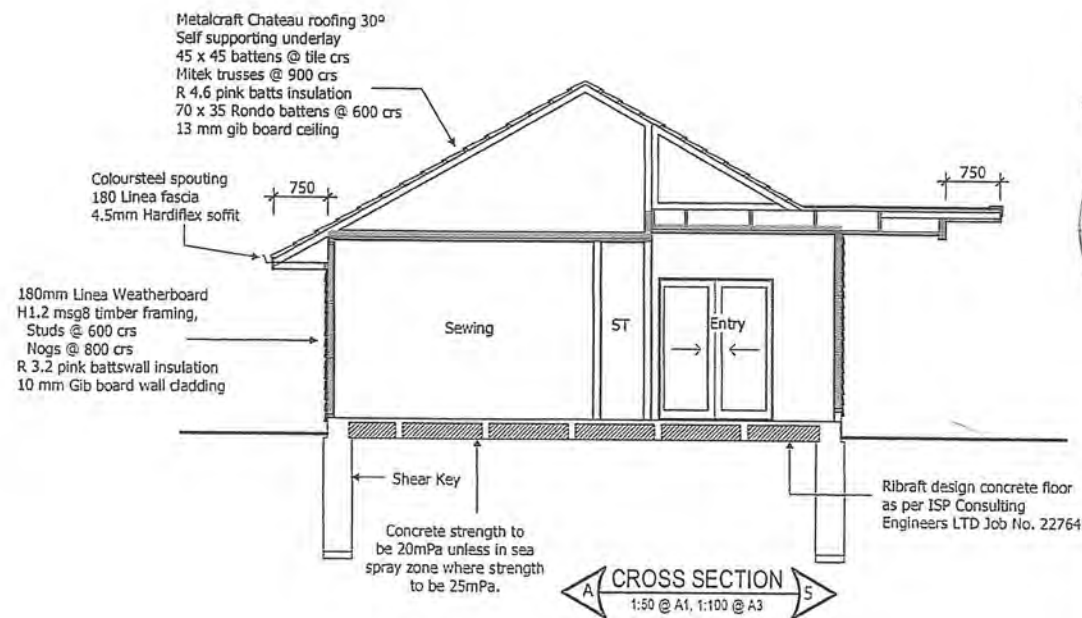 Metalcraft Chateau roofing 30º
Self supporting underlay
45 x 45 battens @ tile crs
Mitek trusses @ 900 crs
R 4.6 pink batts insulation
70 x 35 Rondo battens @ 600 crs
13 mm gib board ceiling
750
750
Coloursteel spouting
180 Linea fascia
4.5mm Hardiflex soffit
180mm Linea Weatherboard
H1.2 msg8 timber framing,
Studs @ 600 crs
Nogs @ 800 crs
R 3.2 pink battswall insulation
10 mm Gib board wall cladding
Sewing
ST
Entry
Shear Key
Concrete strength to
be 20mPa unless in sea
spray zone where strength
to be 25mPa.
Ribraft design concrete floor
as per ISP Consulting
Engineers LTD Job No. 22764
A CROSS SECTION 5
1:50 @ A1, 1:100 @ A3